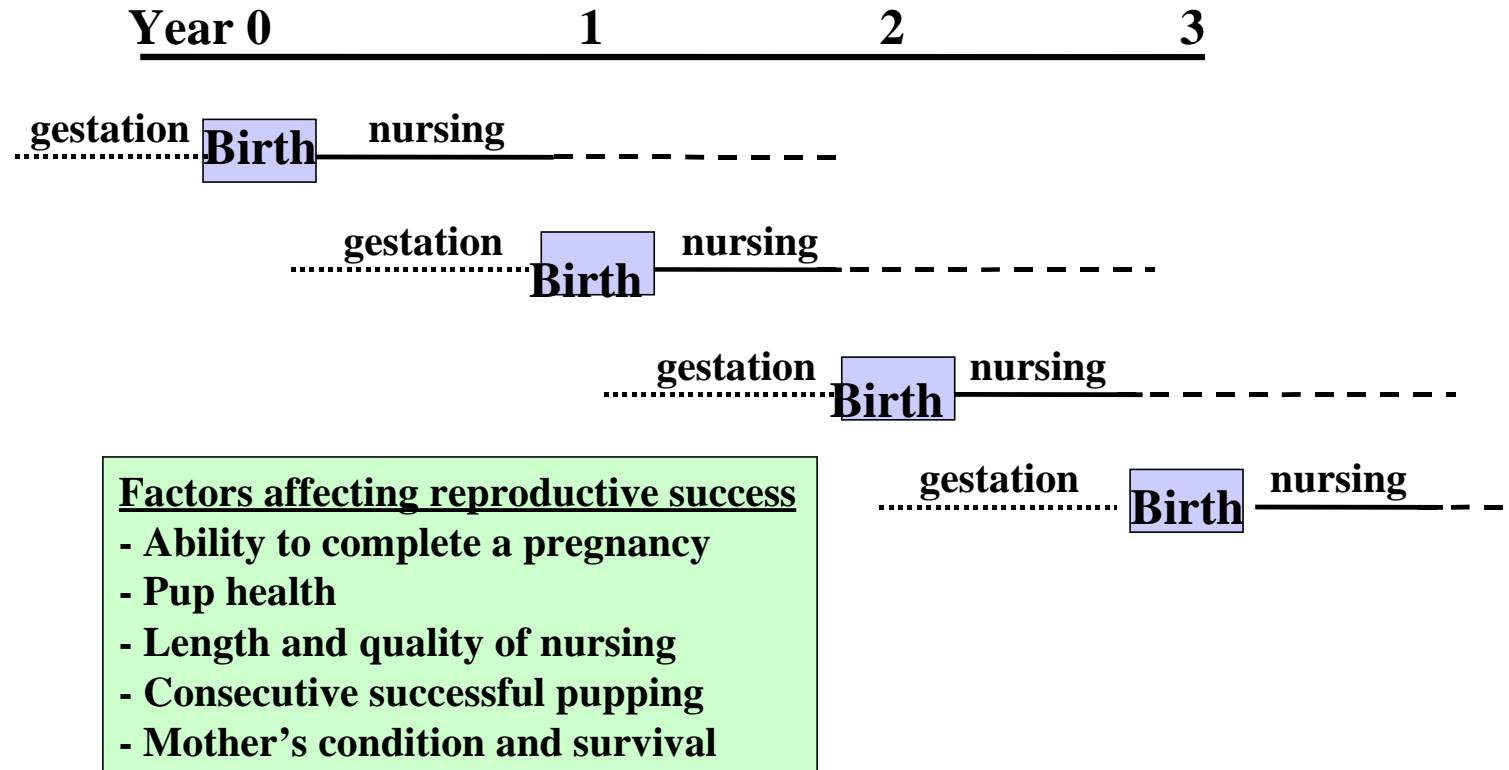 Year 0 1 2 3
gestation Birth nursing
gestation Birth nursing
gestation Birth nursing
gestation Birth nursing
Factors affecting reproductive success
- Ability to complete a pregnancy
- Pup health
- Length and quality of nursing
- Consecutive successful pupping
- Mother’s condition and survival